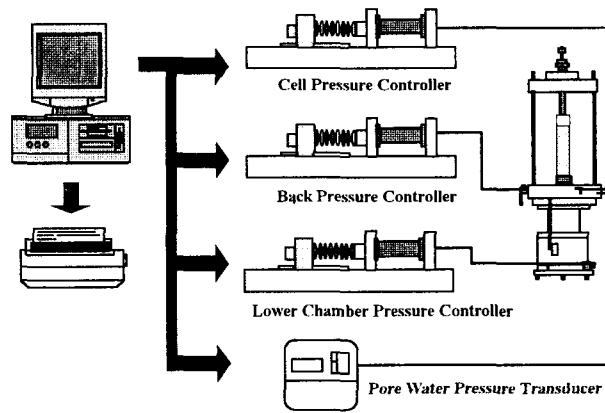 Cell Pressure Controller
Back Pressure Controller
Lower Chamber Pressure Controller
Pore Water Pressure Transducer